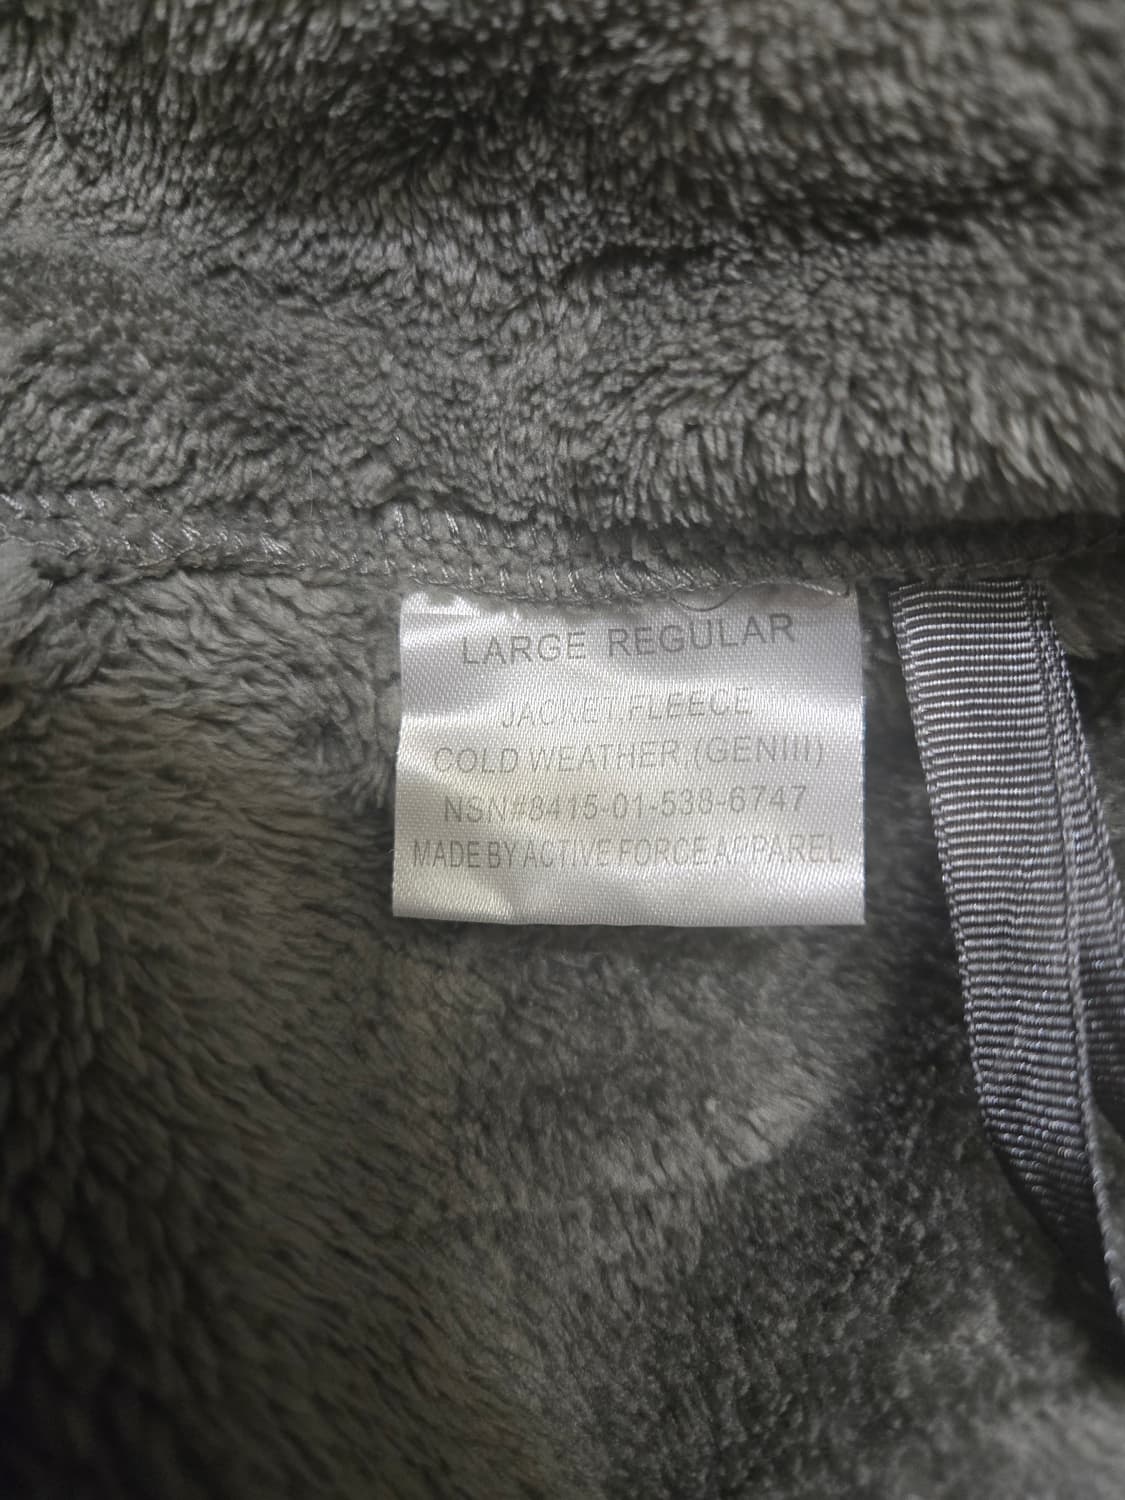 LARGE REGULAR
JACKET,FLEECE
COLD WEATHER,(GENIII)
NSN#8415-01-538-6747
MADE BY ACTIVE FORCE APPAREL